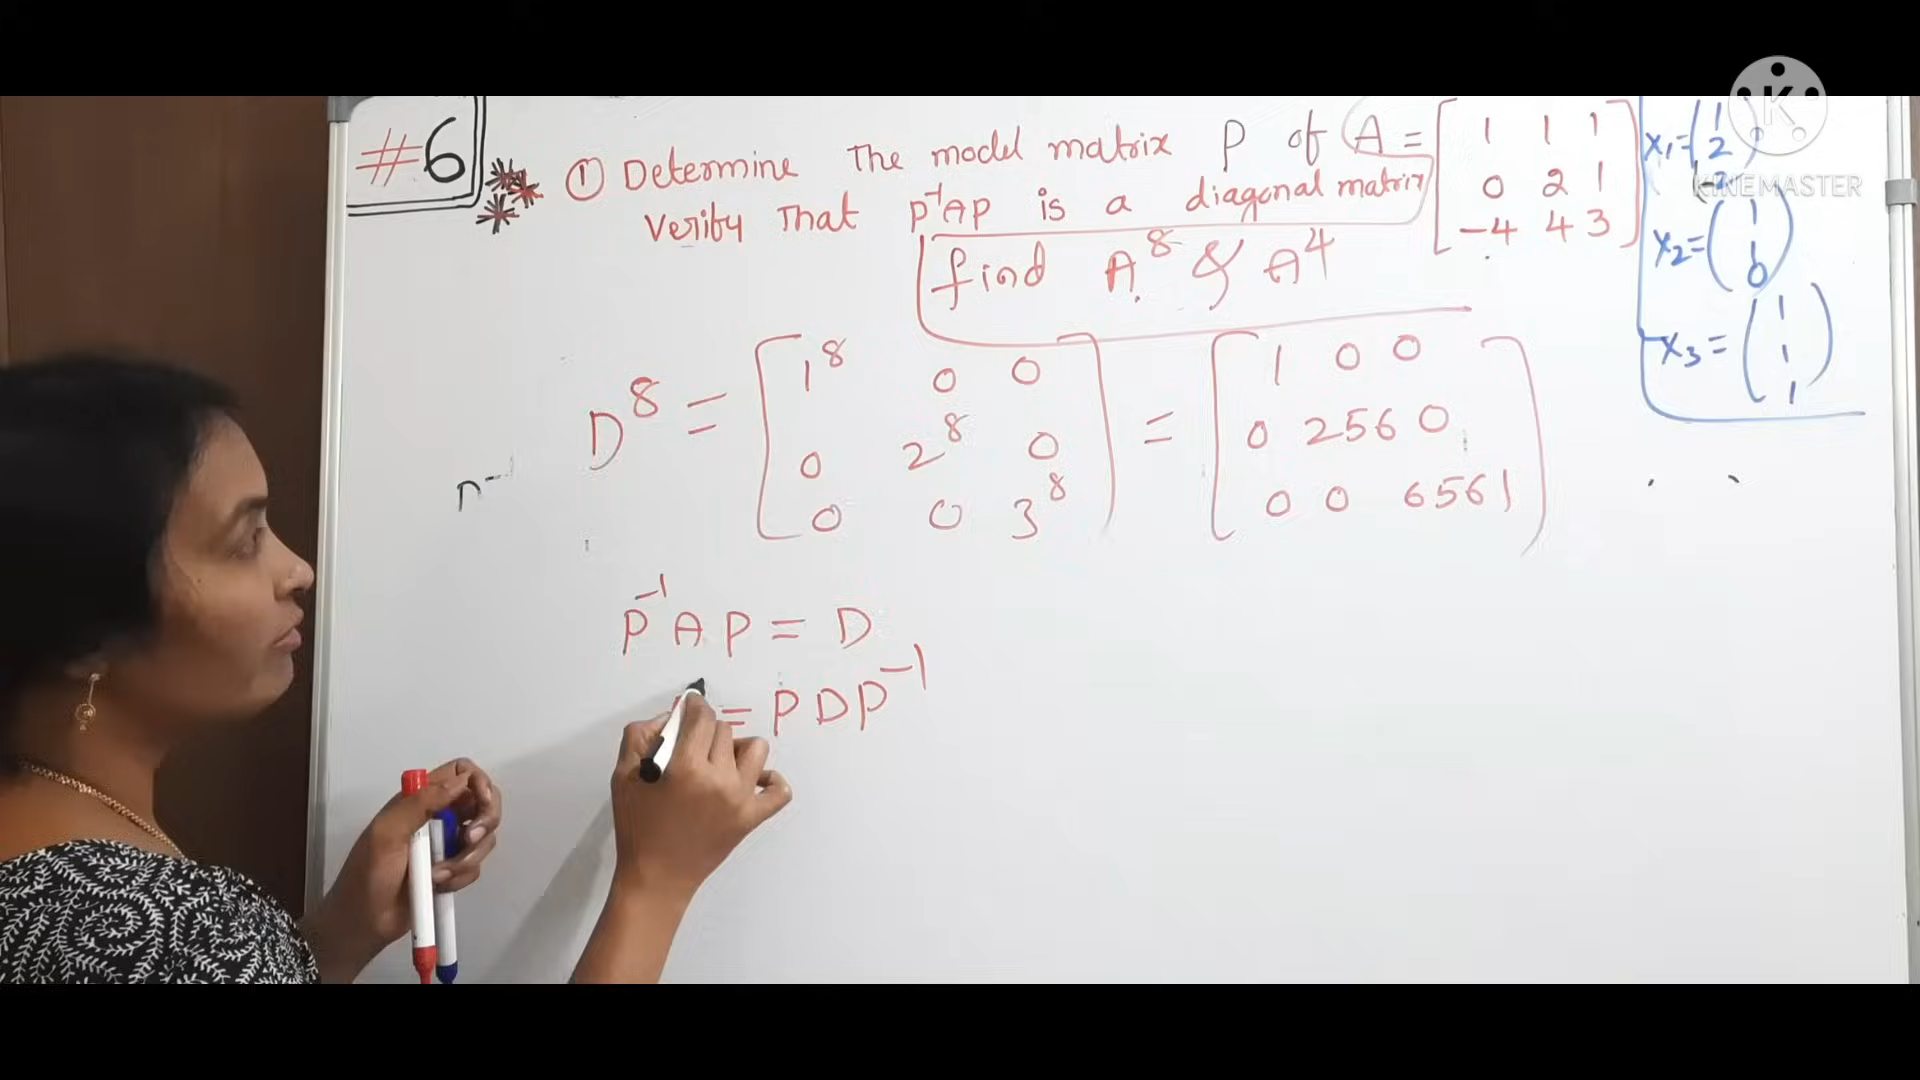 #6
① Determine The model matrix P of A = [1 1 1
0 2 1
-4 4 3]
Verify That P⁻¹AP is a diagonal matrix
find A⁸ & A⁴
X₁ = (1
2
X₂ = (1
1
0)
X₃ = (1
1
1)
K
KINEMASTER
D⁸ = [1⁸ 0 0
0 2⁸ 0
0 0 3⁸] = [1 0 0
0 256 0
0 0 6561]
P⁻¹AP = D
= PDP⁻¹